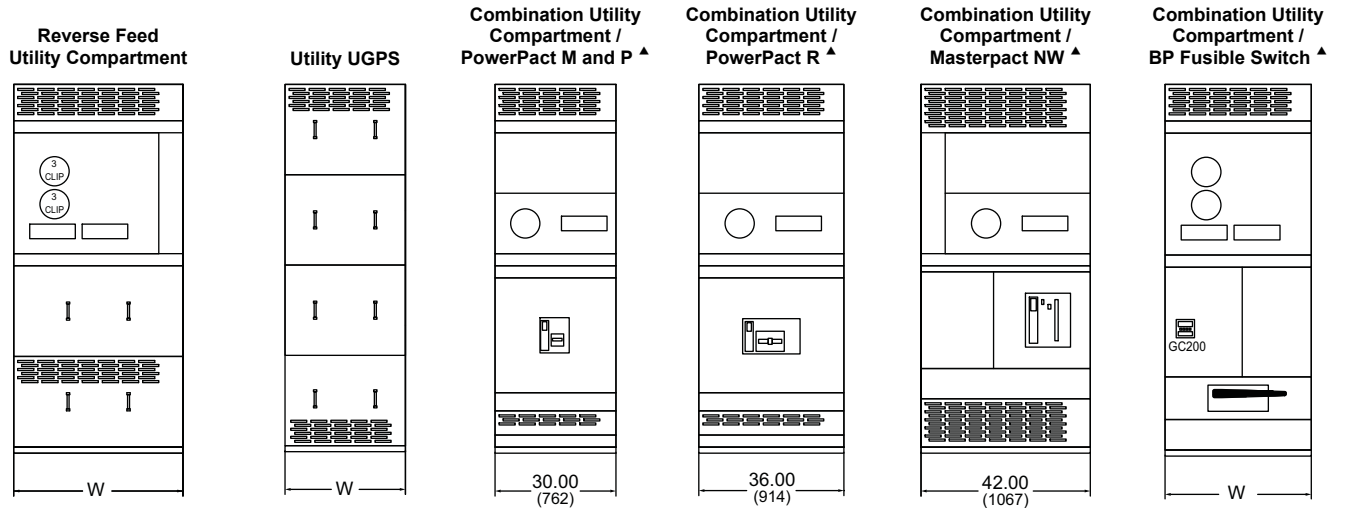 Reverse Feed
Utility Compartment
Utility UGPS
Combination Utility
Compartment /
PowerPact M and P ▲
Combination Utility
Compartment /
PowerPact R ▲
Combination Utility
Compartment /
Masterpact NW ▲
Combination Utility
Compartment /
BP Fusible Switch ▲
3
CLIP
3
CLIP
GC200
W
W
30.00
(762)
36.00
(914)
42.00
(1067)
W